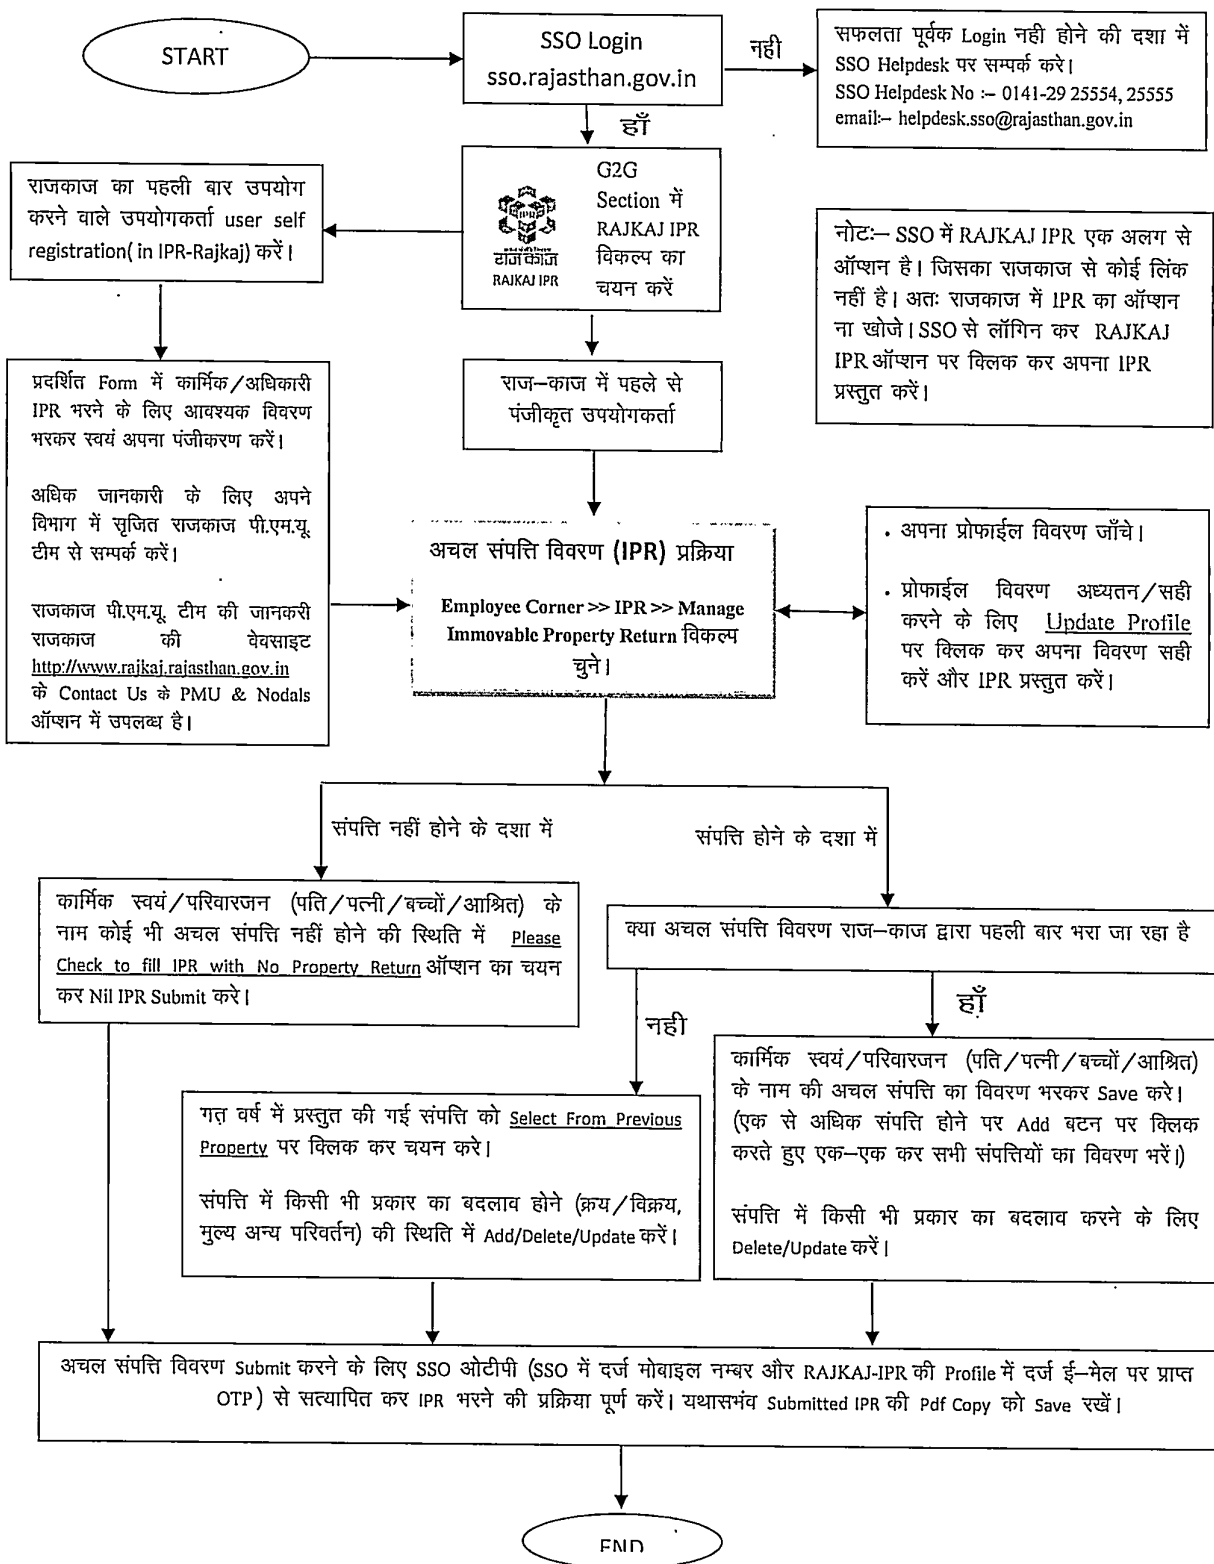 START
SSO Login
sso.rajasthan.gov.in
नही
सफलता पूर्वक Login नही होने की दशा में
SSO Helpdesk पर सम्पर्क करे।
SSO Helpdesk No :– 0141-29 25554, 25555
email:– helpdesk.sso@rajasthan.gov.in
हाँ
राजकाज का पहली बार उपयोग
करने वाले उपयोगकर्ता user self
registration( in IPR-Rajkaj) करें।
IPR
राजकाज
RAJKAJ IPR
G2G
Section में
RAJKAJ IPR
विकल्प का
चयन करें
नोटः– SSO में RAJKAJ IPR एक अलग से
ऑप्शन है। जिसका राजकाज से कोई लिंक
नहीं है। अतः राजकाज में IPR का ऑप्शन
ना खोजे। SSO से लॉगिन कर RAJKAJ
IPR ऑप्शन पर क्लिक कर अपना IPR
प्रस्तुत करें।
प्रदर्शित Form में कार्मिक/अधिकारी
IPR भरने के लिए आवश्यक विवरण
भरकर स्वयं अपना पंजीकरण करें।
अधिक जानकारी के लिए अपने
विभाग में सृजित राजकाज पी.एम.यू.
टीम से सम्पर्क करें।
राजकाज पी.एम.यू. टीम की जानकरी
राजकाज की वेवसाइट
http://www.rajkaj.rajasthan.gov.in
के Contact Us के PMU & Nodals
ऑप्शन में उपलब्ध है।
राज–काज में पहले से
पंजीकृत उपयोगकर्ता
अचल संपत्ति विवरण (IPR) प्रक्रिया
Employee Corner >> IPR >> Manage
Immovable Property Return विकल्प
चुने।
• अपना प्रोफाईल विवरण जाँचे।
• प्रोफाईल विवरण अध्यतन/सही
करने के लिए Update Profile
पर क्लिक कर अपना विवरण सही
करें और IPR प्रस्तुत करें।
संपत्ति नहीं होने के दशा में
संपत्ति होने के दशा में
कार्मिक स्वयं/परिवारजन (पति/पत्नी/बच्चों/आश्रित) के
नाम कोई भी अचल संपत्ति नहीं होने की स्थिति में Please
Check to fill IPR with No Property Return ऑप्शन का चयन
कर Nil IPR Submit करे।
क्या अचल संपत्ति विवरण राज–काज द्वारा पहली बार भरा जा रहा है
नही
हाँ
गत् वर्ष में प्रस्तुत की गई संपत्ति को Select From Previous
Property पर क्लिक कर चयन करे।
संपत्ति में किसी भी प्रकार का बदलाव होने (क्रय/विक्रय,
मुल्य अन्य परिवर्तन) की स्थिति में Add/Delete/Update करें।
कार्मिक स्वयं/परिवारजन (पति/पत्नी/बच्चों/आश्रित)
के नाम की अचल संपत्ति का विवरण भरकर Save करे।
(एक से अधिक संपत्ति होने पर Add बटन पर क्लिक
करते हुए एक–एक कर सभी संपत्तियों का विवरण भरें।)
संपत्ति में किसी भी प्रकार का बदलाव करने के लिए
Delete/Update करें।
अचल संपत्ति विवरण Submit करने के लिए SSO ओटीपी (SSO में दर्ज मोबाइल नम्बर और RAJKAJ-IPR की Profile में दर्ज ई–मेल पर प्राप्त
OTP) से सत्यापित कर IPR भरने की प्रक्रिया पूर्ण करें। यथासभंव Submitted IPR की Pdf Copy को Save रखें।
END